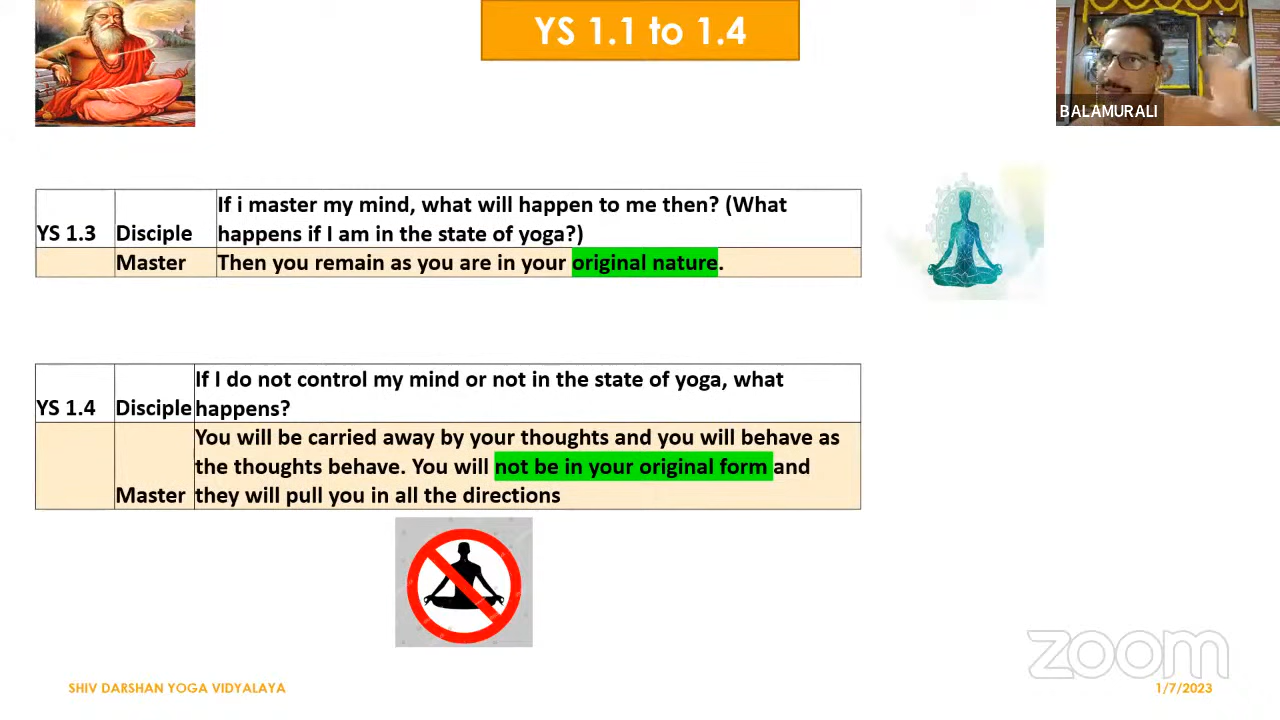 YS 1.1 to 1.4
BALAMURALI
If i master my mind, what will happen to me then? (What
YS 1.3 Disciple happens if I am in the state of yoga?)
Master Then you remain as you are in your original nature.
If I do not control my mind or not in the state of yoga, what
YS 1.4 Disciple happens?
You will be carried away by your thoughts and you will behave as
the thoughts behave. You will not be in your original form and
Master they will pull you in all the directions
zoom
SHIV DARSHAN YOGA VIDYALAYA
1/7/2023